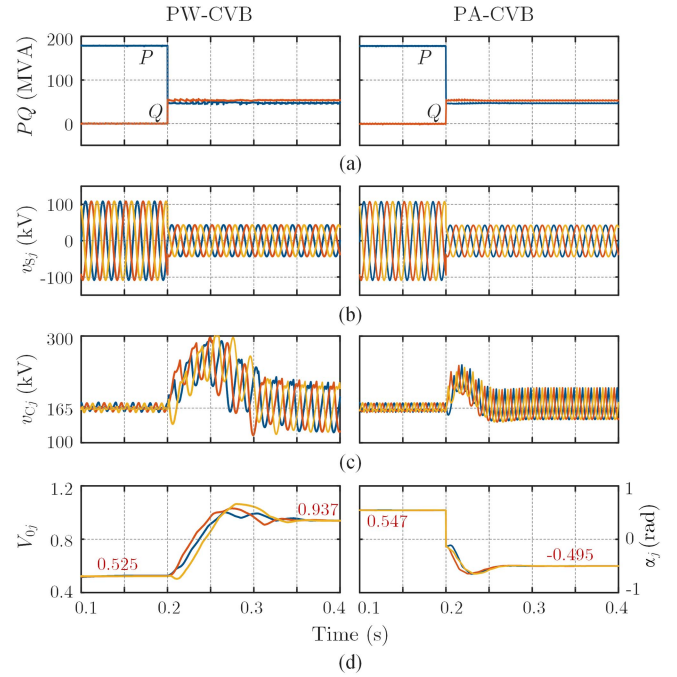 PW-CVB PA-CVB
PQ (MVA)
200
100
0
P
Q
P
Q
(a)
v_Sj (kV)
100
0
-100
(b)
v_Cj (kV)
300
165
100
(c)
V_0j
1.2
0.8
0.4
0.525
0.937
0.547
-0.495
1
0
-1
α_j (rad)
0.1 0.2 0.3 0.4 0.1 0.2 0.3 0.4
Time (s)
(d)